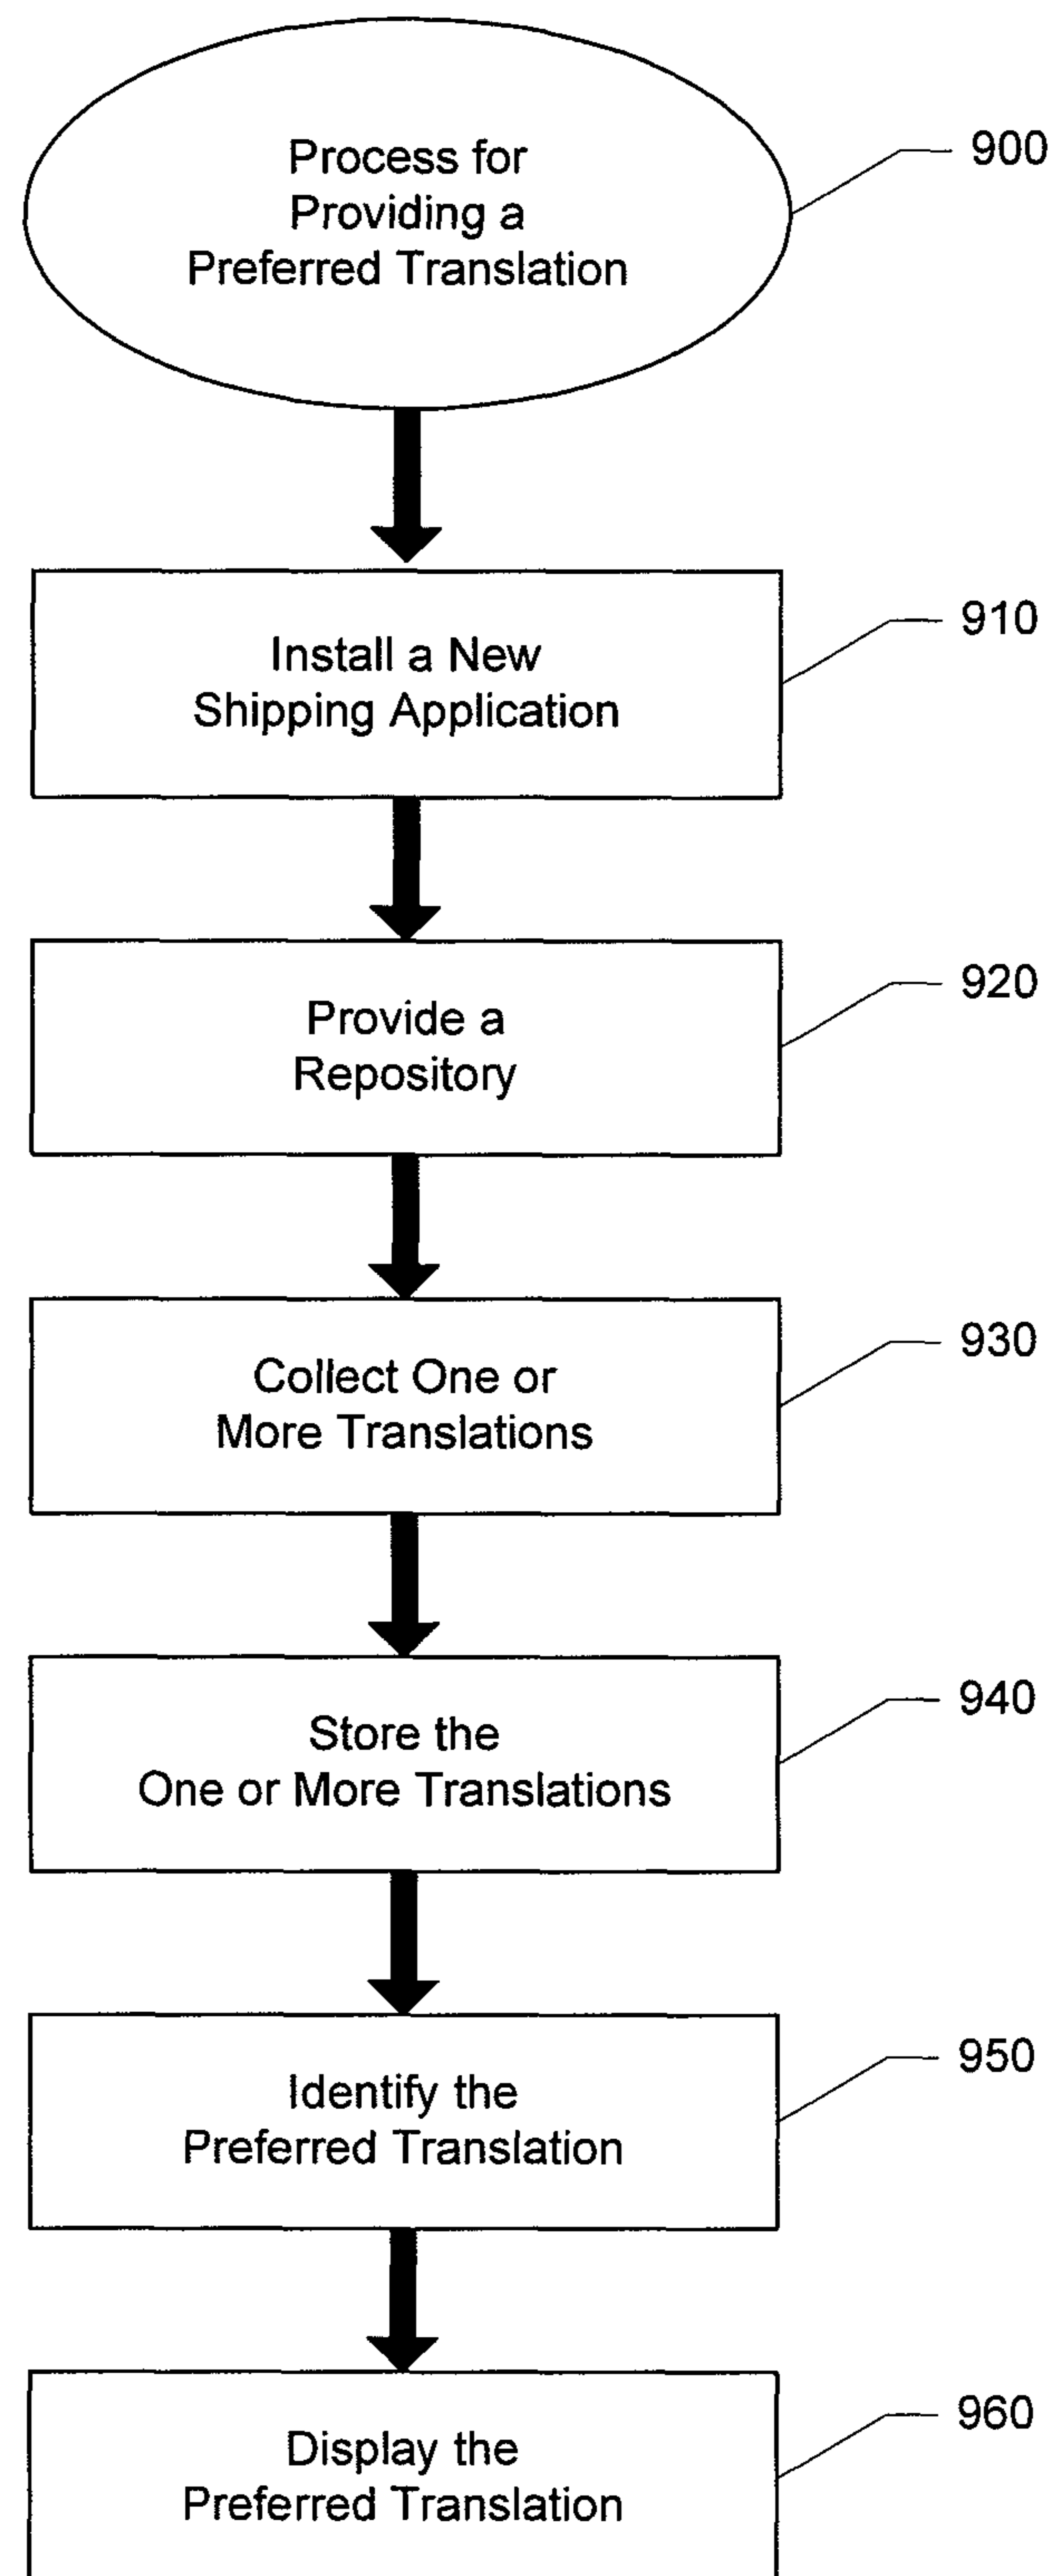 Process for
Providing a
Preferred Translation
900
Install a New
Shipping Application
910
Provide a
Repository
920
Collect One or
More Translations
930
Store the
One or More Translations
940
Identify the
Preferred Translation
950
Display the
Preferred Translation
960